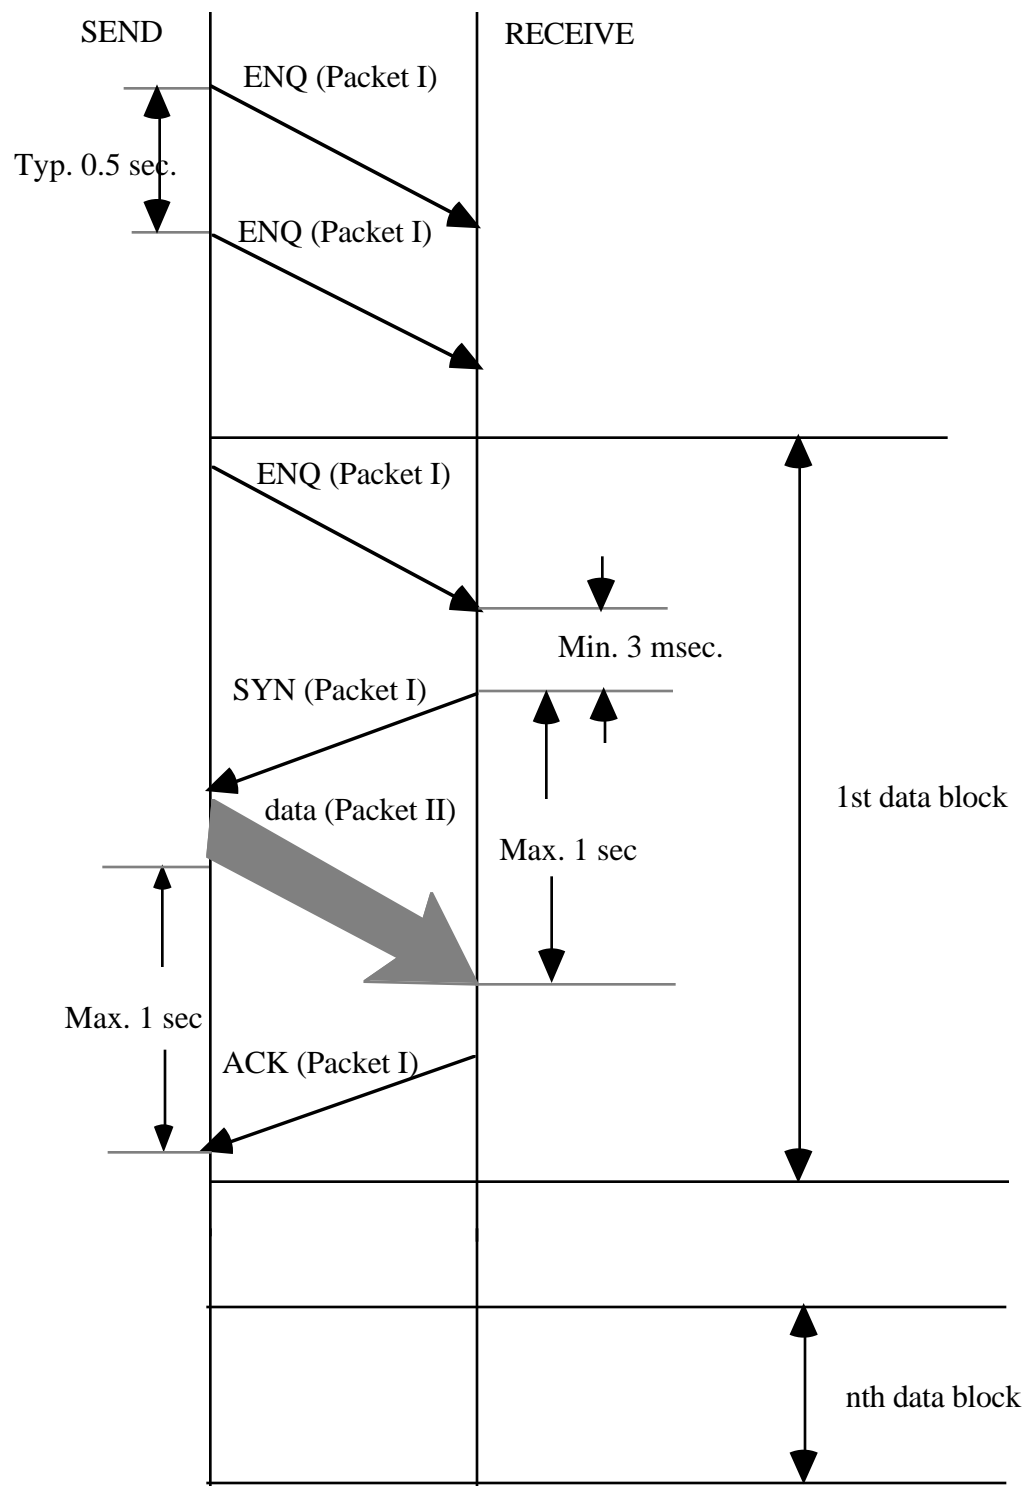 SEND
RECEIVE
ENQ (Packet I)
Typ. 0.5 sec.
ENQ (Packet I)
ENQ (Packet I)
Min. 3 msec.
SYN (Packet I)
data (Packet II)
1st data block
Max. 1 sec
Max. 1 sec
ACK (Packet I)
nth data block